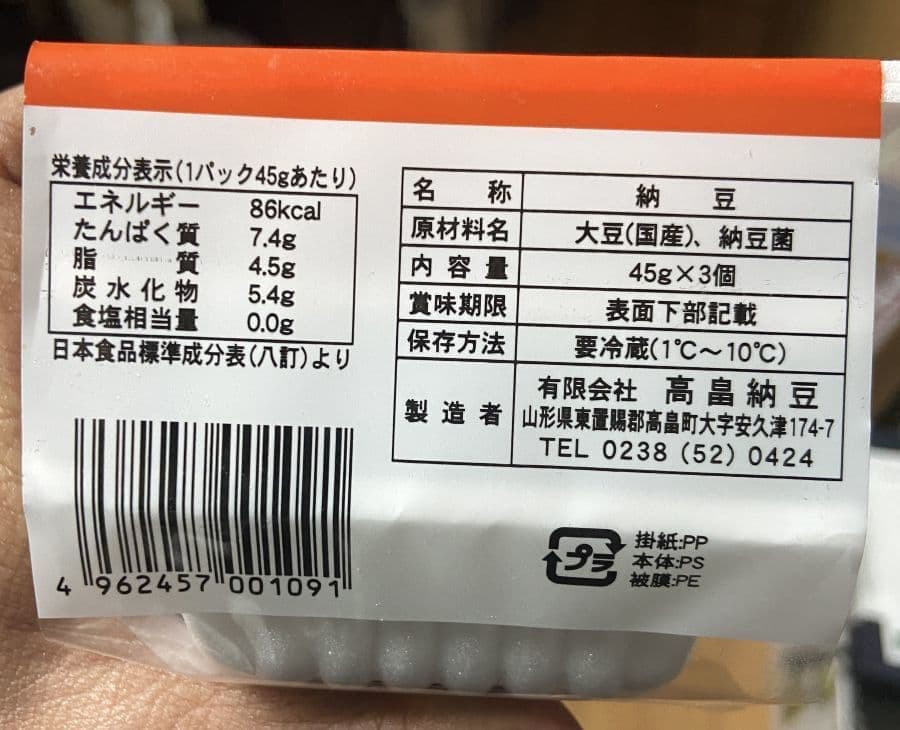 栄養成分表示(1パック45gあたり)
エネルギー 86kcal
たんぱく質 7.4g
脂質 4.5g
炭水化物 5.4g
食塩相当量 0.0g
日本食品標準成分表(八訂)より
4 962457 001091
名称 納豆
原材料名 大豆(国産)、納豆菌
内容量 45g×3個
賞味期限 表面下部記載
保存方法 要冷蔵(1℃～10℃)
製造者 有限会社 高畠納豆
山形県東置賜郡高畠町大字安久津174-7
TEL 0238 (52) 0424
プラ
掛紙:PP
本体:PS
被膜:PE